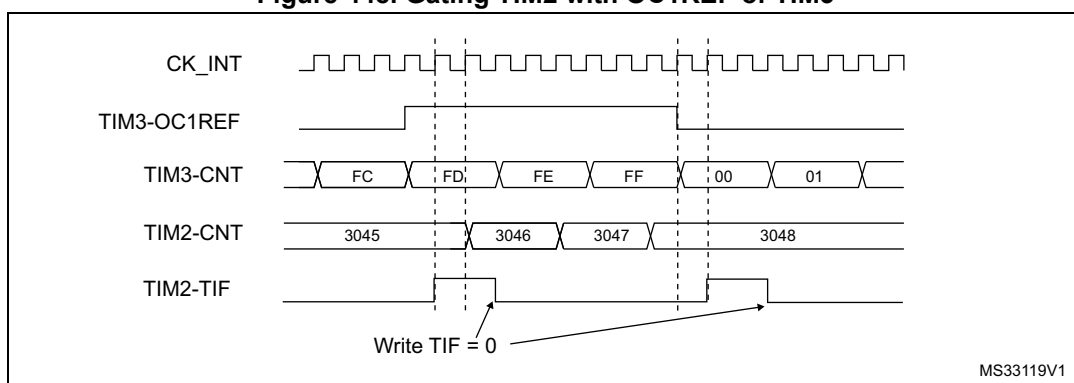 Figure 143. Gating TIM2 with OC1REF of TIM3
CK_INT
TIM3-OC1REF
TIM3-CNT FC FD FE FF 00 01
TIM2-CNT 3045 3046 3047 3048
TIM2-TIF
Write TIF = 0
MS33119V1